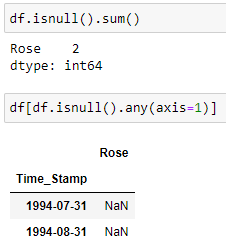 df.isnull().sum()
Rose    2
dtype: int64
df[df.isnull().any(axis=1)]
Rose
Time_Stamp
1994-07-31 NaN
1994-08-31 NaN